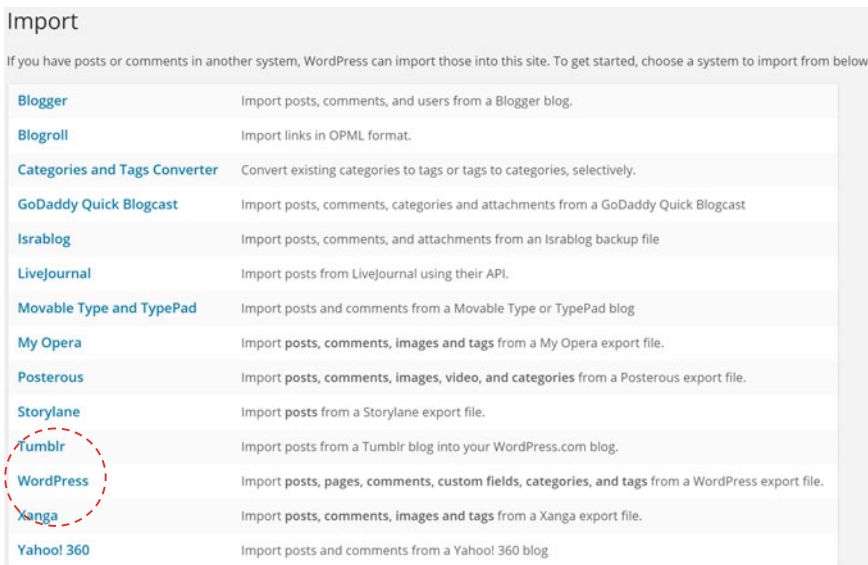 Import
If you have posts or comments in another system, WordPress can import those into this site. To get started, choose a system to import from below
Blogger Import posts, comments, and users from a Blogger blog.
Blogroll Import links in OPML format.
Categories and Tags Converter Convert existing categories to tags or tags to categories, selectively.
GoDaddy Quick Blogcast Import posts, comments, categories and attachments from a GoDaddy Quick Blogcast
Israblog Import posts, comments, and attachments from an Israblog backup file
LiveJournal Import posts from LiveJournal using their API.
Movable Type and TypePad Import posts and comments from a Movable Type or TypePad blog
My Opera Import posts, comments, images and tags from a My Opera export file.
Posterous Import posts, comments, images, video, and categories from a Posterous export file.
Storylane Import posts from a Storylane export file.
Tumblr Import posts from a Tumblr blog into your WordPress.com blog.
WordPress Import posts, pages, comments, custom fields, categories, and tags from a WordPress export file.
Xanga Import posts, comments, images and tags from a Xanga export file.
Yahoo! 360 Import posts and comments from a Yahoo! 360 blog